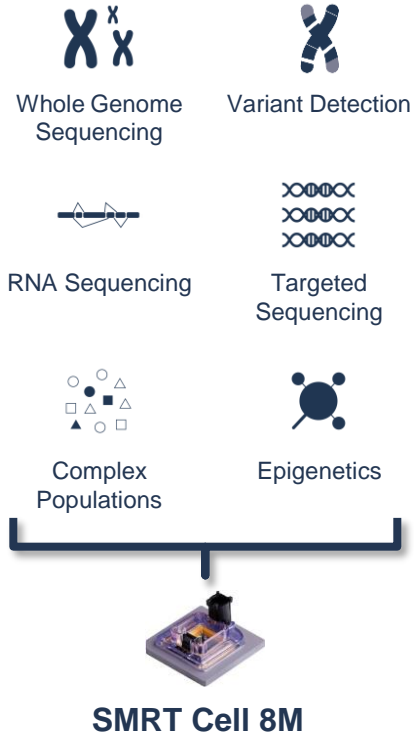 Whole Genome
Sequencing
Variant Detection
RNA Sequencing
Targeted
Sequencing
Complex
Populations
Epigenetics
SMRT Cell 8M